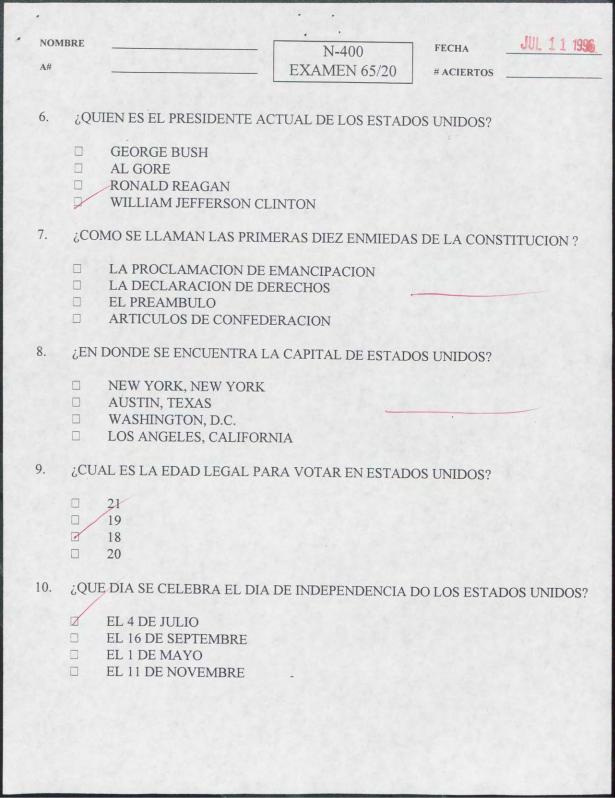 NOMBRE
A#
N-400
EXAMEN 65/20
FECHA JUL 11 1996
# ACIERTOS
6. ¿QUIEN ES EL PRESIDENTE ACTUAL DE LOS ESTADOS UNIDOS?
GEORGE BUSH
AL GORE
RONALD REAGAN
WILLIAM JEFFERSON CLINTON
7. ¿COMO SE LLAMAN LAS PRIMERAS DIEZ ENMIEDAS DE LA CONSTITUCION ?
LA PROCLAMACION DE EMANCIPACION
LA DECLARACION DE DERECHOS
EL PREAMBULO
ARTICULOS DE CONFEDERACION
8. ¿EN DONDE SE ENCUENTRA LA CAPITAL DE ESTADOS UNIDOS?
NEW YORK, NEW YORK
AUSTIN, TEXAS
WASHINGTON, D.C.
LOS ANGELES, CALIFORNIA
9. ¿CUAL ES LA EDAD LEGAL PARA VOTAR EN ESTADOS UNIDOS?
21
19
18
20
10. ¿QUE DIA SE CELEBRA EL DIA DE INDEPENDENCIA DO LOS ESTADOS UNIDOS?
EL 4 DE JULIO
EL 16 DE SEPTEMBRE
EL 1 DE MAYO
EL 11 DE NOVEMBRE